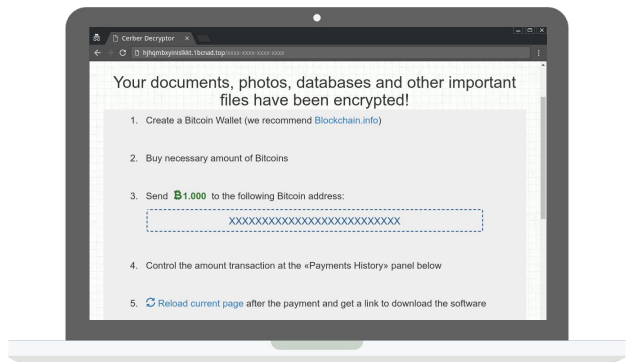 Cerber Decryptor
hjhqmbxyinislkkt.1bcnad.top/xxxx-xxxx-xxxx-xxxx
Your documents, photos, databases and other important
files have been encrypted!
1. Create a Bitcoin Wallet (we recommend Blockchain.info)
2. Buy necessary amount of Bitcoins
3. Send ₿1.000 to the following Bitcoin address:
XXXXXXXXXXXXXXXXXXXXXXXXXX
4. Control the amount transaction at the «Payments History» panel below
5. Reload current page after the payment and get a link to download the software